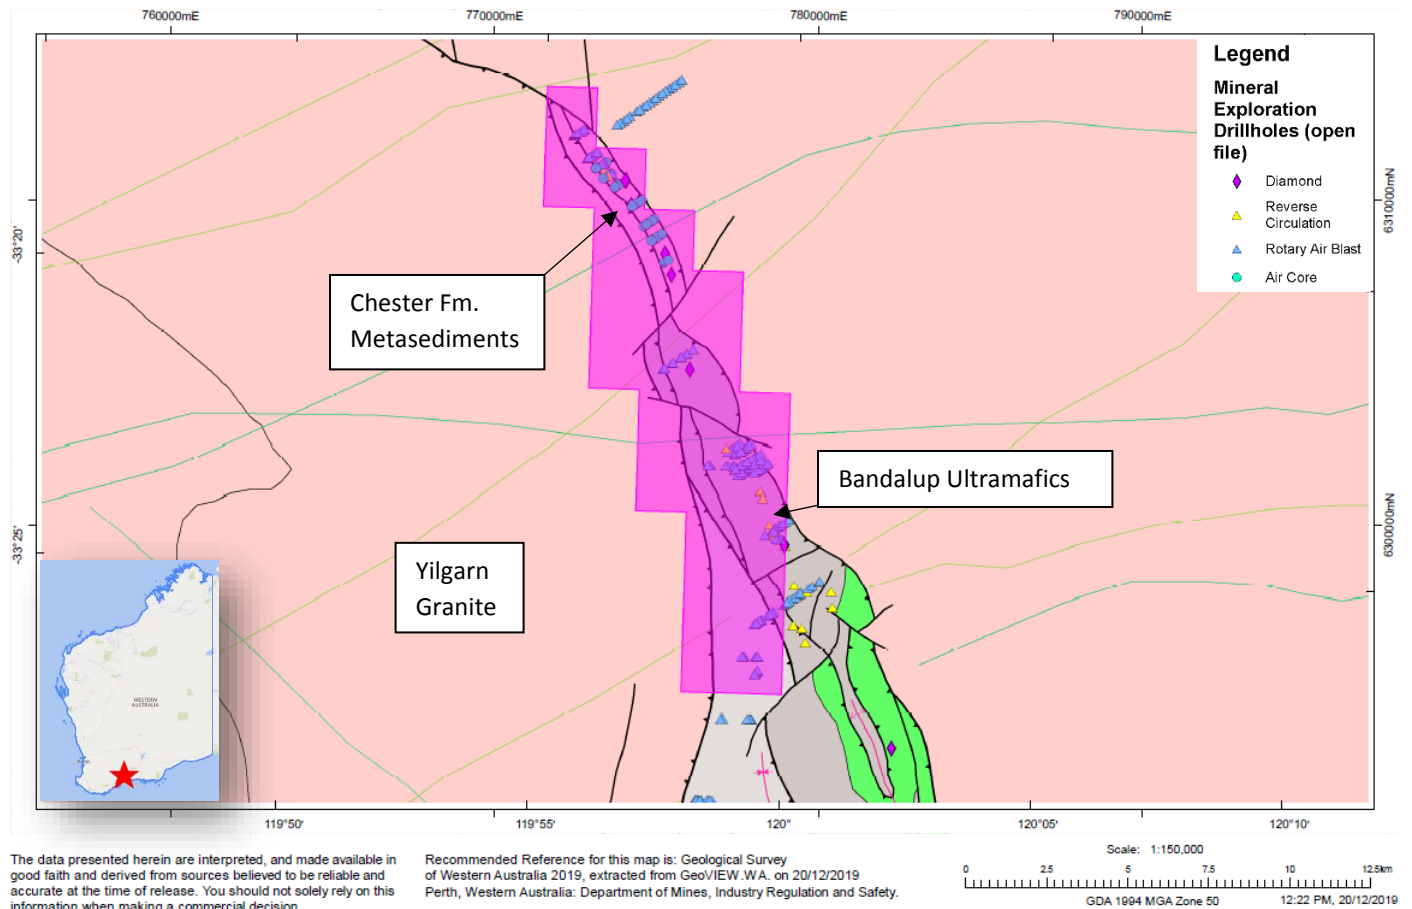 760000mE
770000mE
780000mE
790000mE
Legend
Mineral
Exploration
Drillholes (open
file)
Diamond
Reverse
Circulation
Rotary Air Blast
Air Core
6310000mN
-33°20'
Chester Fm.
Metasediments
Bandalup Ultramafics
6300000mN
-33°25'
Yilgarn
Granite
WESTERN
AUSTRALIA
119°50'
119°55'
120°
120°05'
120°10'
The data presented herein are interpreted, and made available in
good faith and derived from sources believed to be reliable and
accurate at the time of release. You should not solely rely on this
information when making a commercial decision.
Recommended Reference for this map is: Geological Survey
of Western Australia 2019, extracted from GeoVIEW.WA. on 20/12/2019
Perth, Western Australia: Department of Mines, Industry Regulation and Safety.
Scale: 1:150,000
0 2.5 5 7.5 10 12.5km
GDA 1994 MGA Zone 50
12:22 PM, 20/12/2019